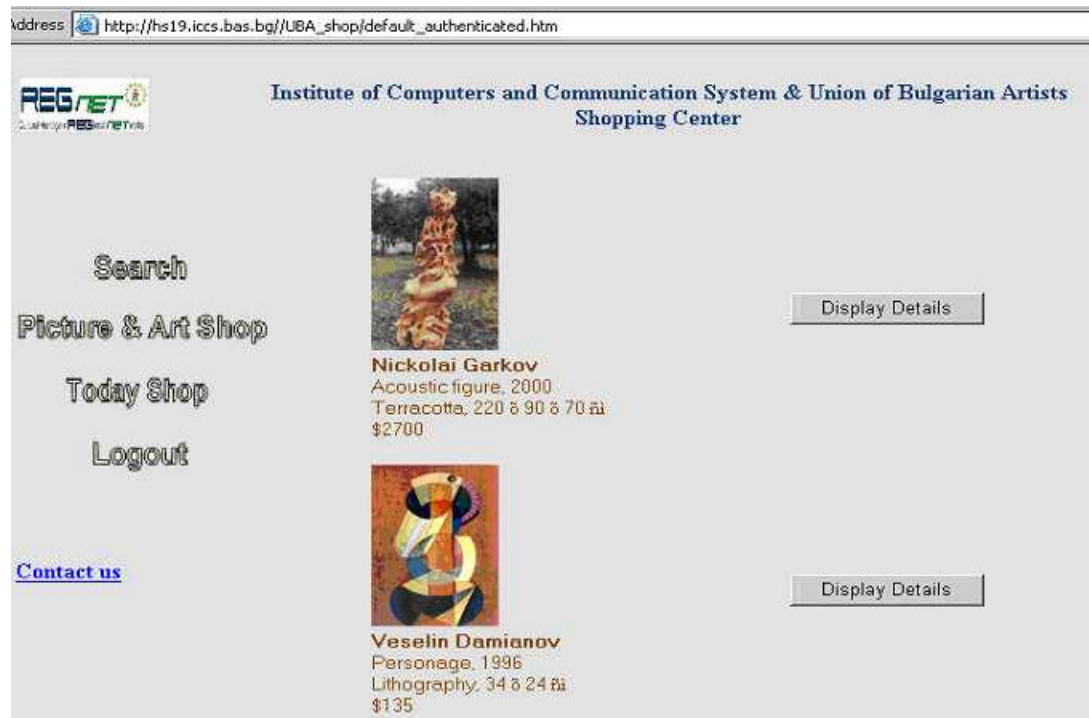 Address http://hs19.iccs.bas.bg//UBA_shop/default_authenticated.htm
REGNET
Institute of Computers and Communication System & Union of Bulgarian Artists
Shopping Center
Search
Picture & Art Shop
Today Shop
Logout
Contact us
Display Details
Nickolai Garkov
Acoustic figure, 2000
Terracotta, 220 õ 90 õ 70 ñì
$2700
Display Details
Veselin Damianov
Personage, 1996
Lithography, 34 õ 24 ñì
$135